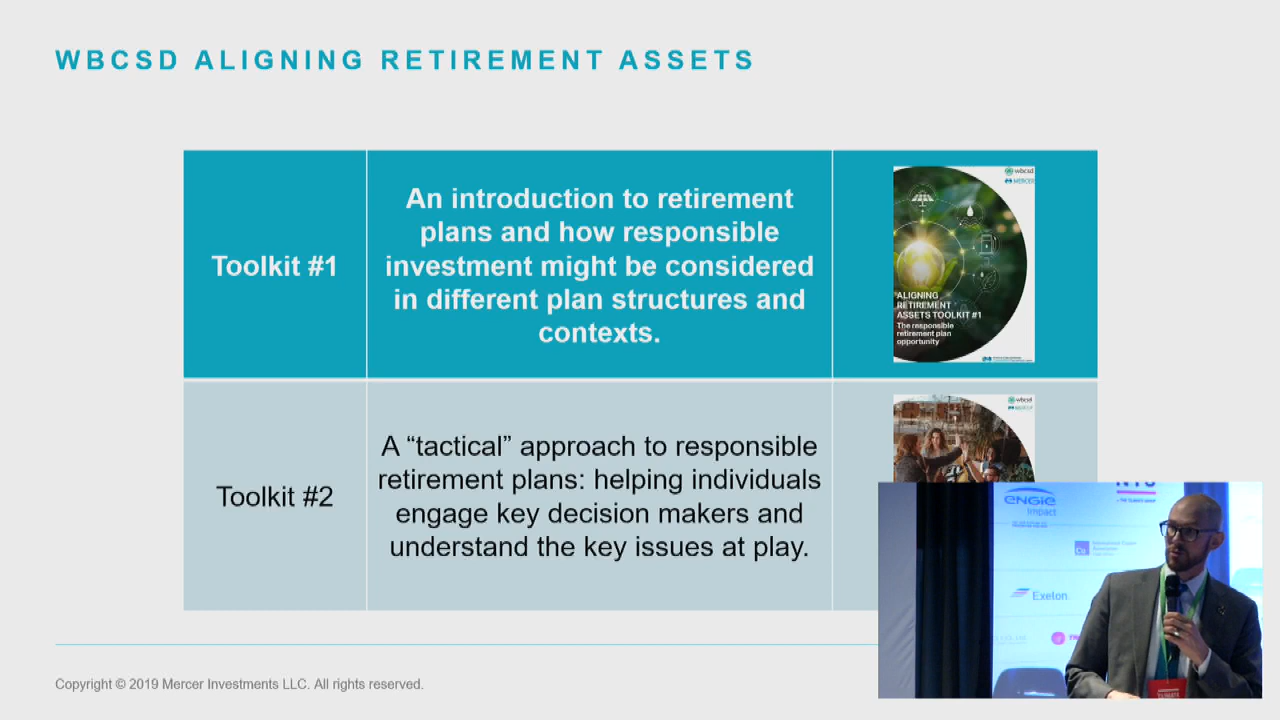 WBCSD ALIGNING RETIREMENT ASSETS
Toolkit #1
An introduction to retirement
plans and how responsible
investment might be considered
in different plan structures and
contexts.
wbcsd
MERCER
ALIGNING
RETIREMENT
ASSETS TOOLKIT #1
The responsible
retirement plan
opportunity
Toolkit #2
A “tactical” approach to responsible
retirement plans: helping individuals
engage key decision makers and
understand the key issues at play.
wbcsd
ENGIE
Impact
Exelon
Copyright © 2019 Mercer Investments LLC. All rights reserved.